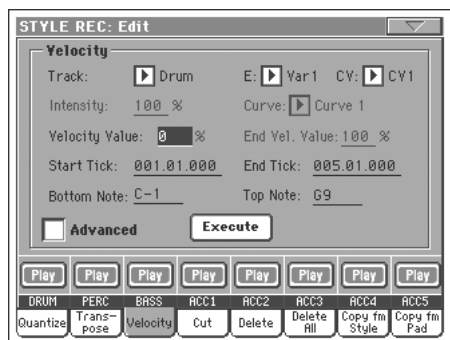 STYLE REC: Edit
Velocity
Track: Drum E: Var1 CV: CV1
Intensity: 100 % Curve: Curve 1
Velocity Value: 0 % End Vel. Value: 100 %
Start Tick: 001.01.000 End Tick: 005.01.000
Bottom Note: C-1 Top Note: G9
Advanced Execute
Play Play Play Play Play Play Play Play
DRUM PERC BASS ACC1 ACC2 ACC3 ACC4 ACC5
Quantize Trans- Velocity Cut Delete Delete Copy fm Copy fm
pose All Style Pad